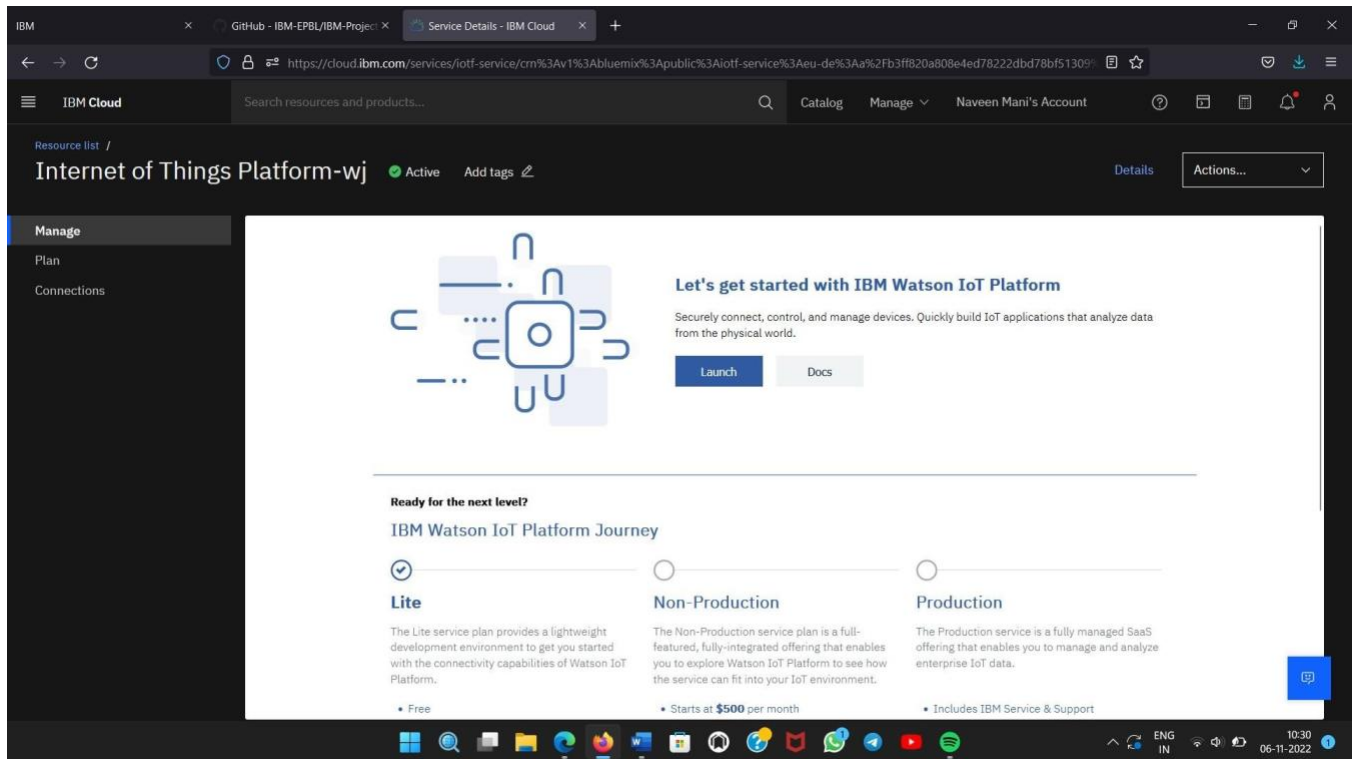 IBM
GitHub - IBM-EPBL/IBM-Project
Service Details - IBM Cloud
https://cloud.ibm.com/services/iotf-service/crn%3Av1%3Abluemix%3Apublic%3Aiotf-service%3Aeu-de%3Aa%2Fb3ff820a808e4ed78222dbd78bf51309%
IBM Cloud
Search resources and products...
Catalog
Manage
Naveen Mani's Account
Resource list /
Internet of Things Platform-wj
Active
Add tags
Details
Actions...
Manage
Plan
Connections
Let's get started with IBM Watson IoT Platform
Securely connect, control, and manage devices. Quickly build IoT applications that analyze data
from the physical world.
Launch
Docs
Ready for the next level?
IBM Watson IoT Platform Journey
Lite
The Lite service plan provides a lightweight
development environment to get you started
with the connectivity capabilities of Watson IoT
Platform.
• Free
Non-Production
The Non-Production service plan is a full-
featured, fully-integrated offering that enables
you to explore Watson IoT Platform to see how
the service can fit into your IoT environment.
• Starts at $500 per month
Production
The Production service is a fully managed SaaS
offering that enables you to manage and analyze
enterprise IoT data.
• Includes IBM Service & Support
ENG
IN
10:30
06-11-2022
1